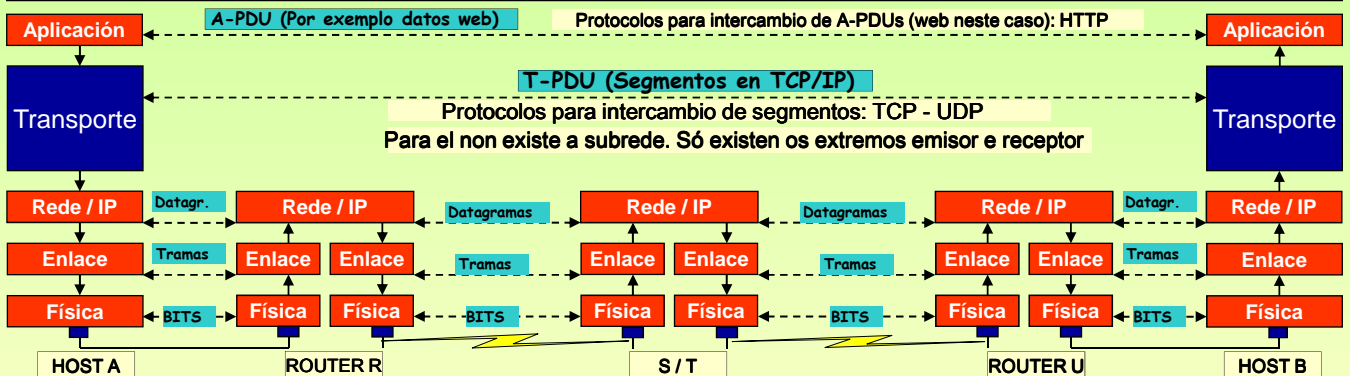 A-PDU (Por exemplo datos web) Protocolos para intercambio de A-PDUs (web neste caso): HTTP
Aplicación Aplicación
T-PDU (Segmentos en TCP/IP)
Transporte Transporte
Protocolos para intercambio de segmentos: TCP - UDP
Para el non existe a subrede. Só existen os extremos emisor e receptor
Rede / IP Datagr. Rede / IP Datagramas Rede / IP Datagramas Rede / IP Datagr. Rede / IP
Enlace Tramas Enlace Enlace Tramas Enlace Enlace Tramas Enlace Enlace Tramas Enlace
Física BITS Física Física BITS Física Física BITS Física Física BITS Física
HOST A ROUTER R S / T ROUTER U HOST B